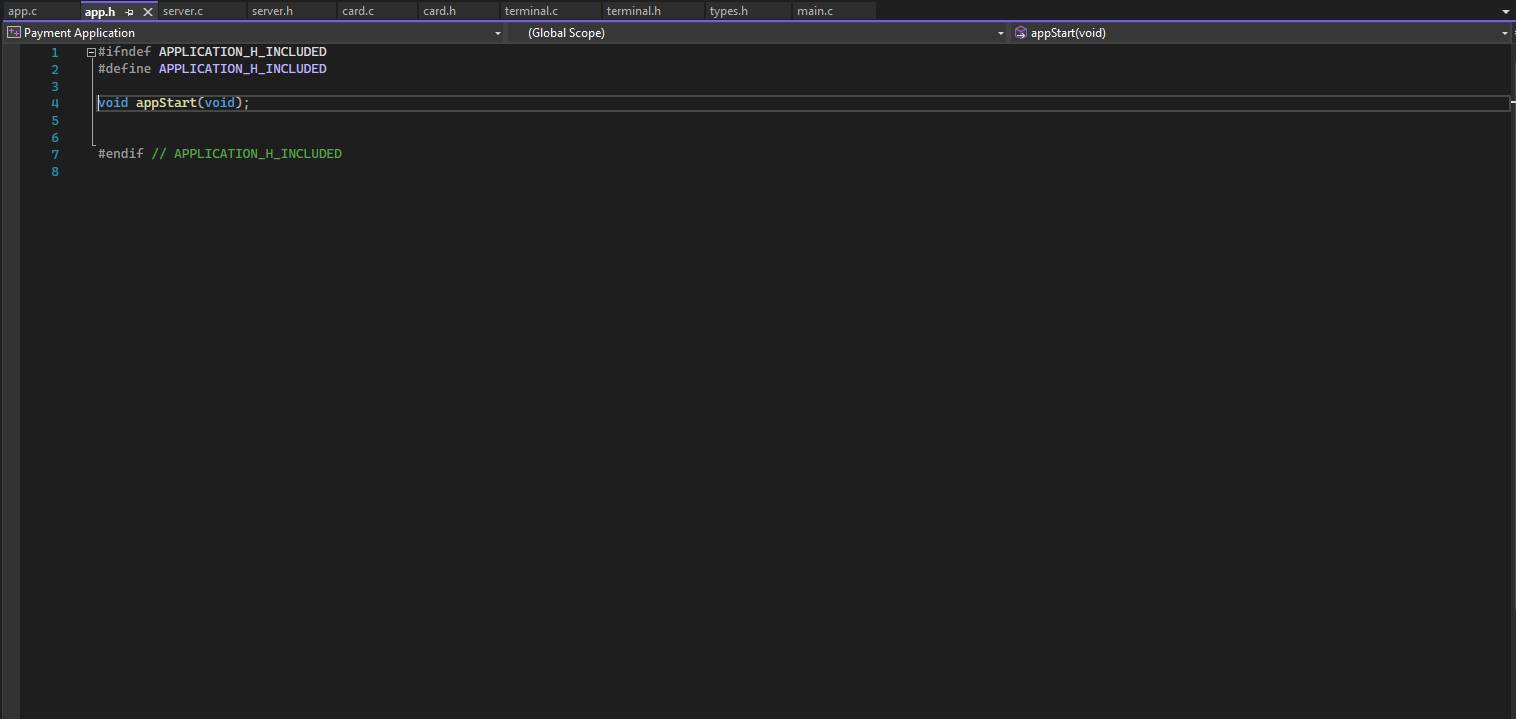 app.c app.h server.c server.h card.c card.h terminal.c terminal.h types.h main.c
Payment Application (Global Scope) appStart(void)
1 #ifndef APPLICATION_H_INCLUDED
2 #define APPLICATION_H_INCLUDED
3
4 void appStart(void);
5
6
7 #endif // APPLICATION_H_INCLUDED
8